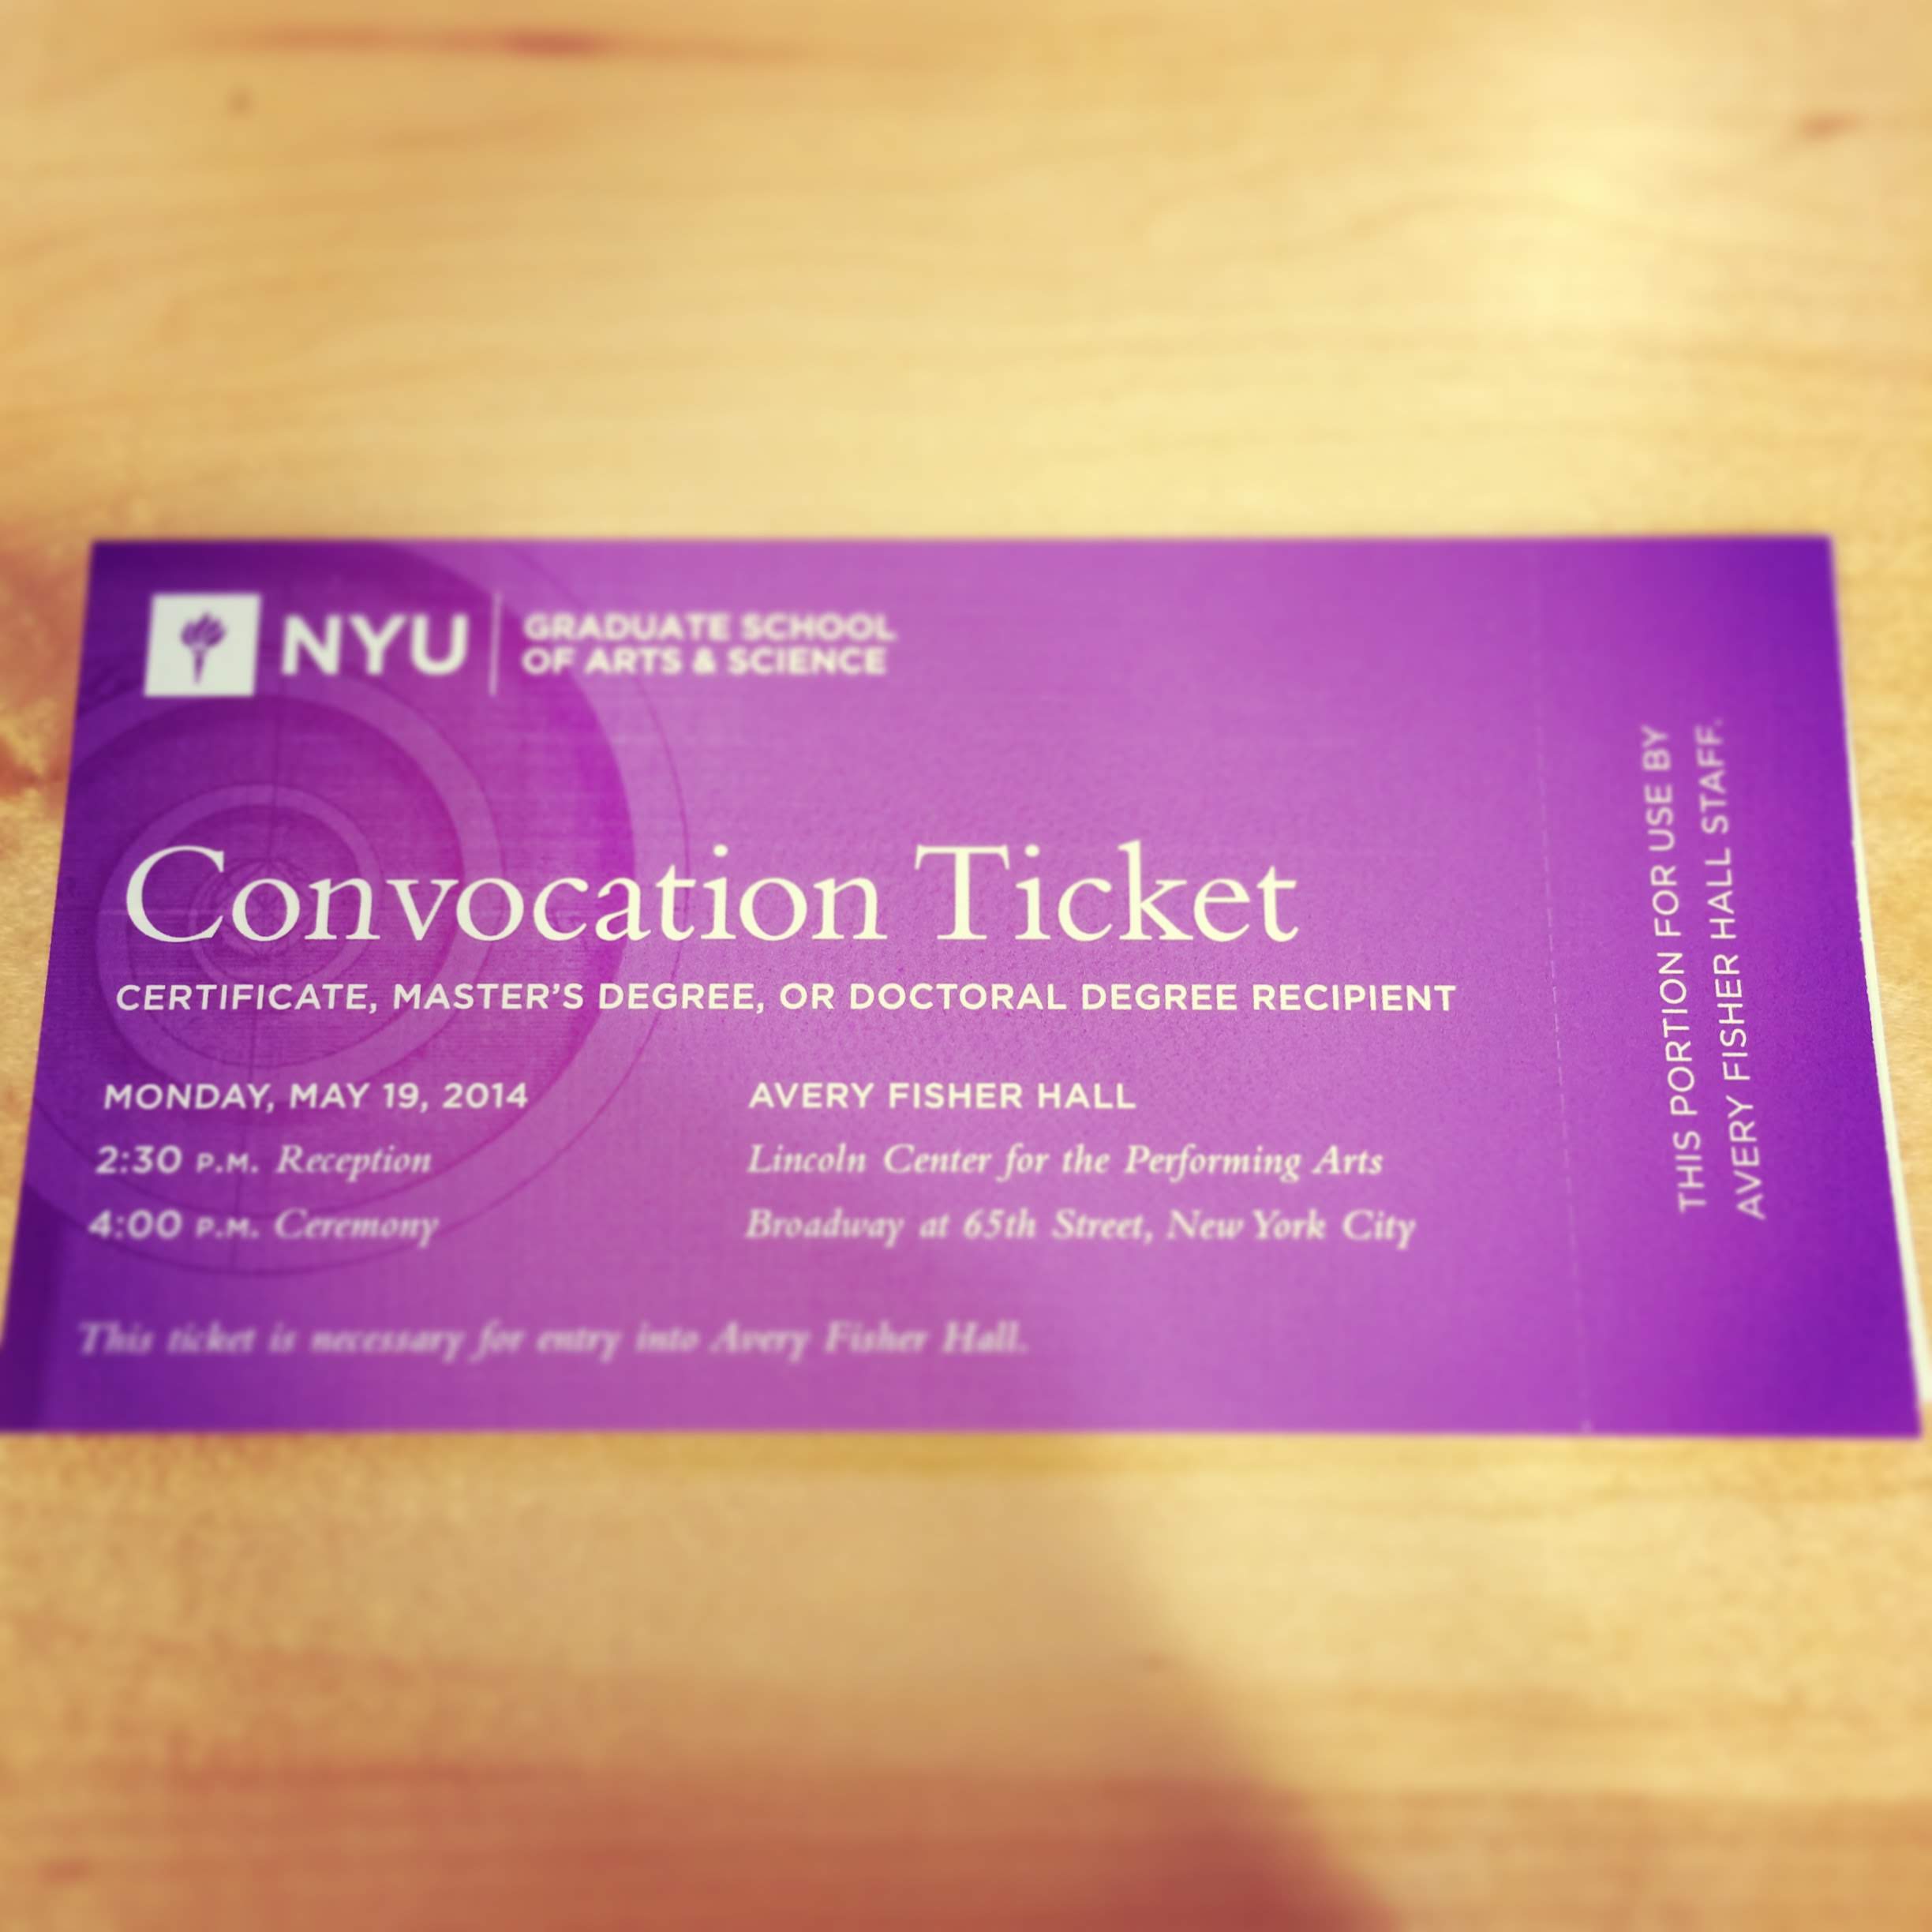 NYU
GRADUATE SCHOOL
OF ARTS & SCIENCE
Convocation Ticket
CERTIFICATE, MASTER'S DEGREE, OR DOCTORAL DEGREE RECIPIENT
MONDAY, MAY 19, 2014
2:30 P.M. Reception
4:00 P.M. Ceremony
AVERY FISHER HALL
Lincoln Center for the Performing Arts
Broadway at 65th Street, New York City
This ticket is necessary for entry into Avery Fisher Hall.
THIS PORTION FOR USE BY
AVERY FISHER HALL STAFF.